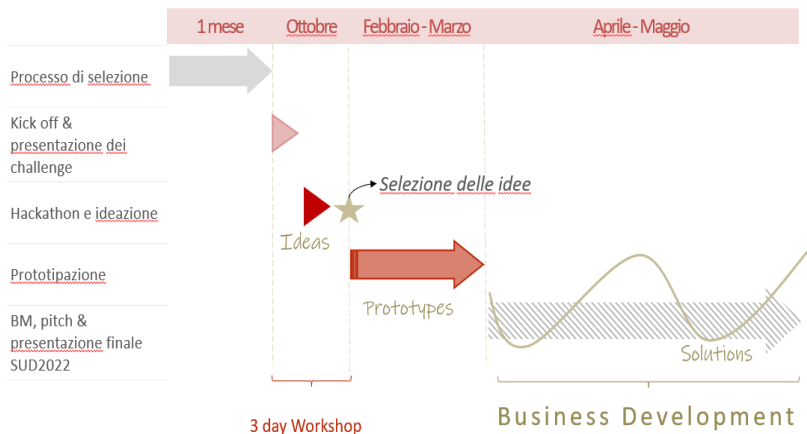 1 mese Ottobre Febbraio - Marzo Aprile - Maggio
Processo di selezione
Kick off &
presentazione dei
challenge
Selezione delle idee
Hackathon e ideazione
Ideas
Prototipazione
Prototypes
BM, pitch &
presentazione finale
SUD2022
Solutions
3 day Workshop
Business Development